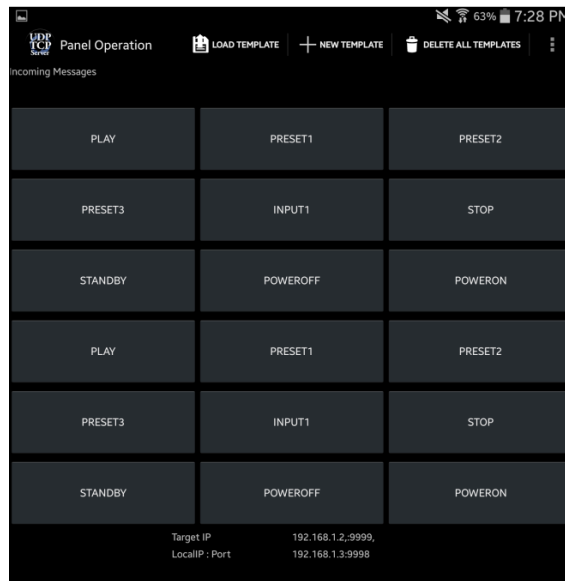 63% 7:28 PM
UDP
TCP
Server
Panel Operation
LOAD TEMPLATE
NEW TEMPLATE
DELETE ALL TEMPLATES
Incoming Messages
PLAY PRESET1 PRESET2
PRESET3 INPUT1 STOP
STANDBY POWEROFF POWERON
PLAY PRESET1 PRESET2
PRESET3 INPUT1 STOP
STANDBY POWEROFF POWERON
Target IP 192.168.1.2,:9999,
LocalIP : Port 192.168.1.3:9998